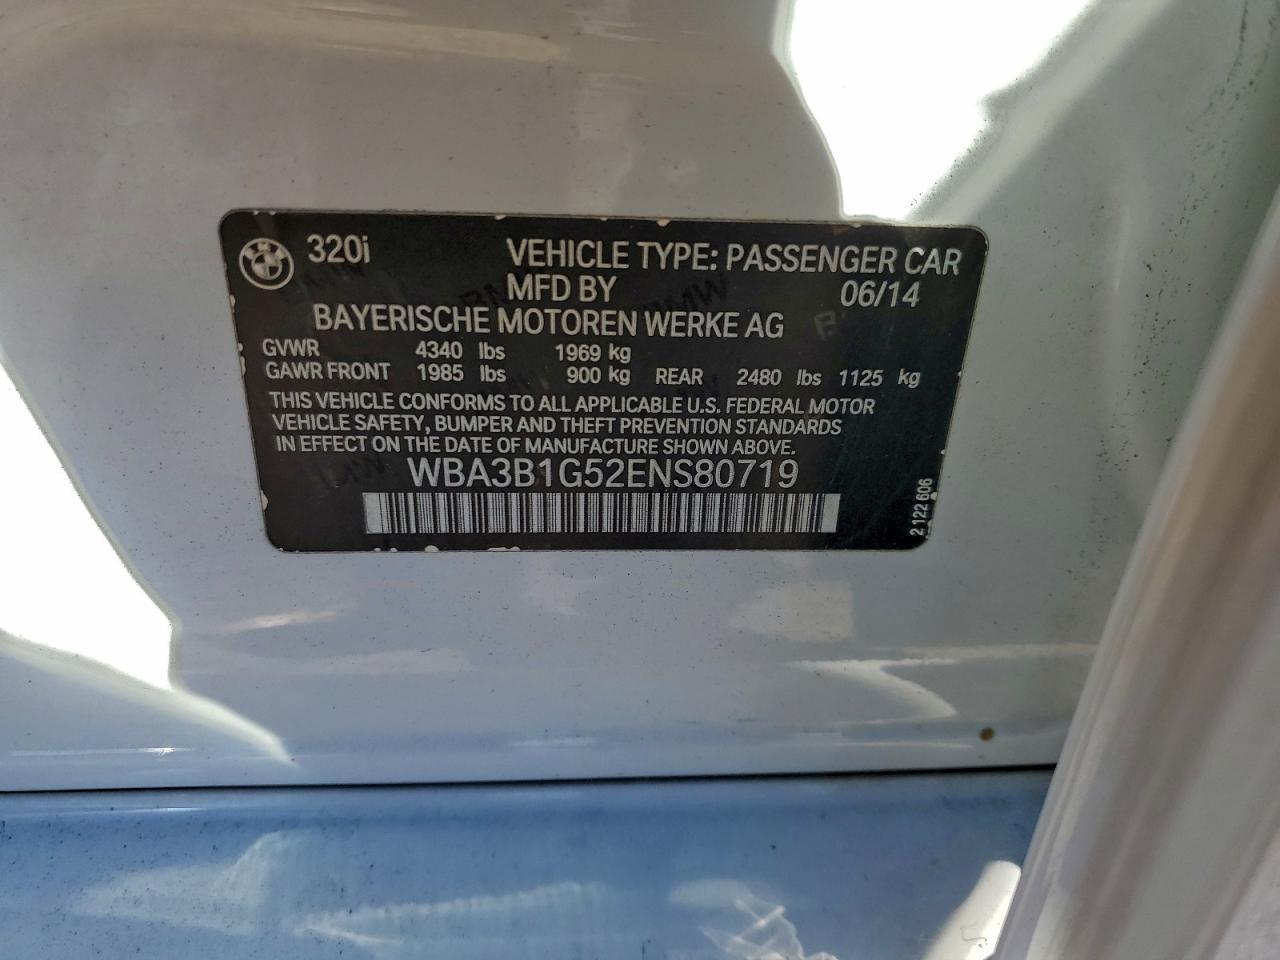 320i VEHICLE TYPE: PASSENGER CAR
MFD BY 06/14
BAYERISCHE MOTOREN WERKE AG
GVWR 4340 lbs 1969 kg
GAWR FRONT 1985 lbs 900 kg REAR 2480 lbs 1125 kg
THIS VEHICLE CONFORMS TO ALL APPLICABLE U.S. FEDERAL MOTOR
VEHICLE SAFETY, BUMPER AND THEFT PREVENTION STANDARDS
IN EFFECT ON THE DATE OF MANUFACTURE SHOWN ABOVE.
WBA3B1G52ENS80719
2 122 606